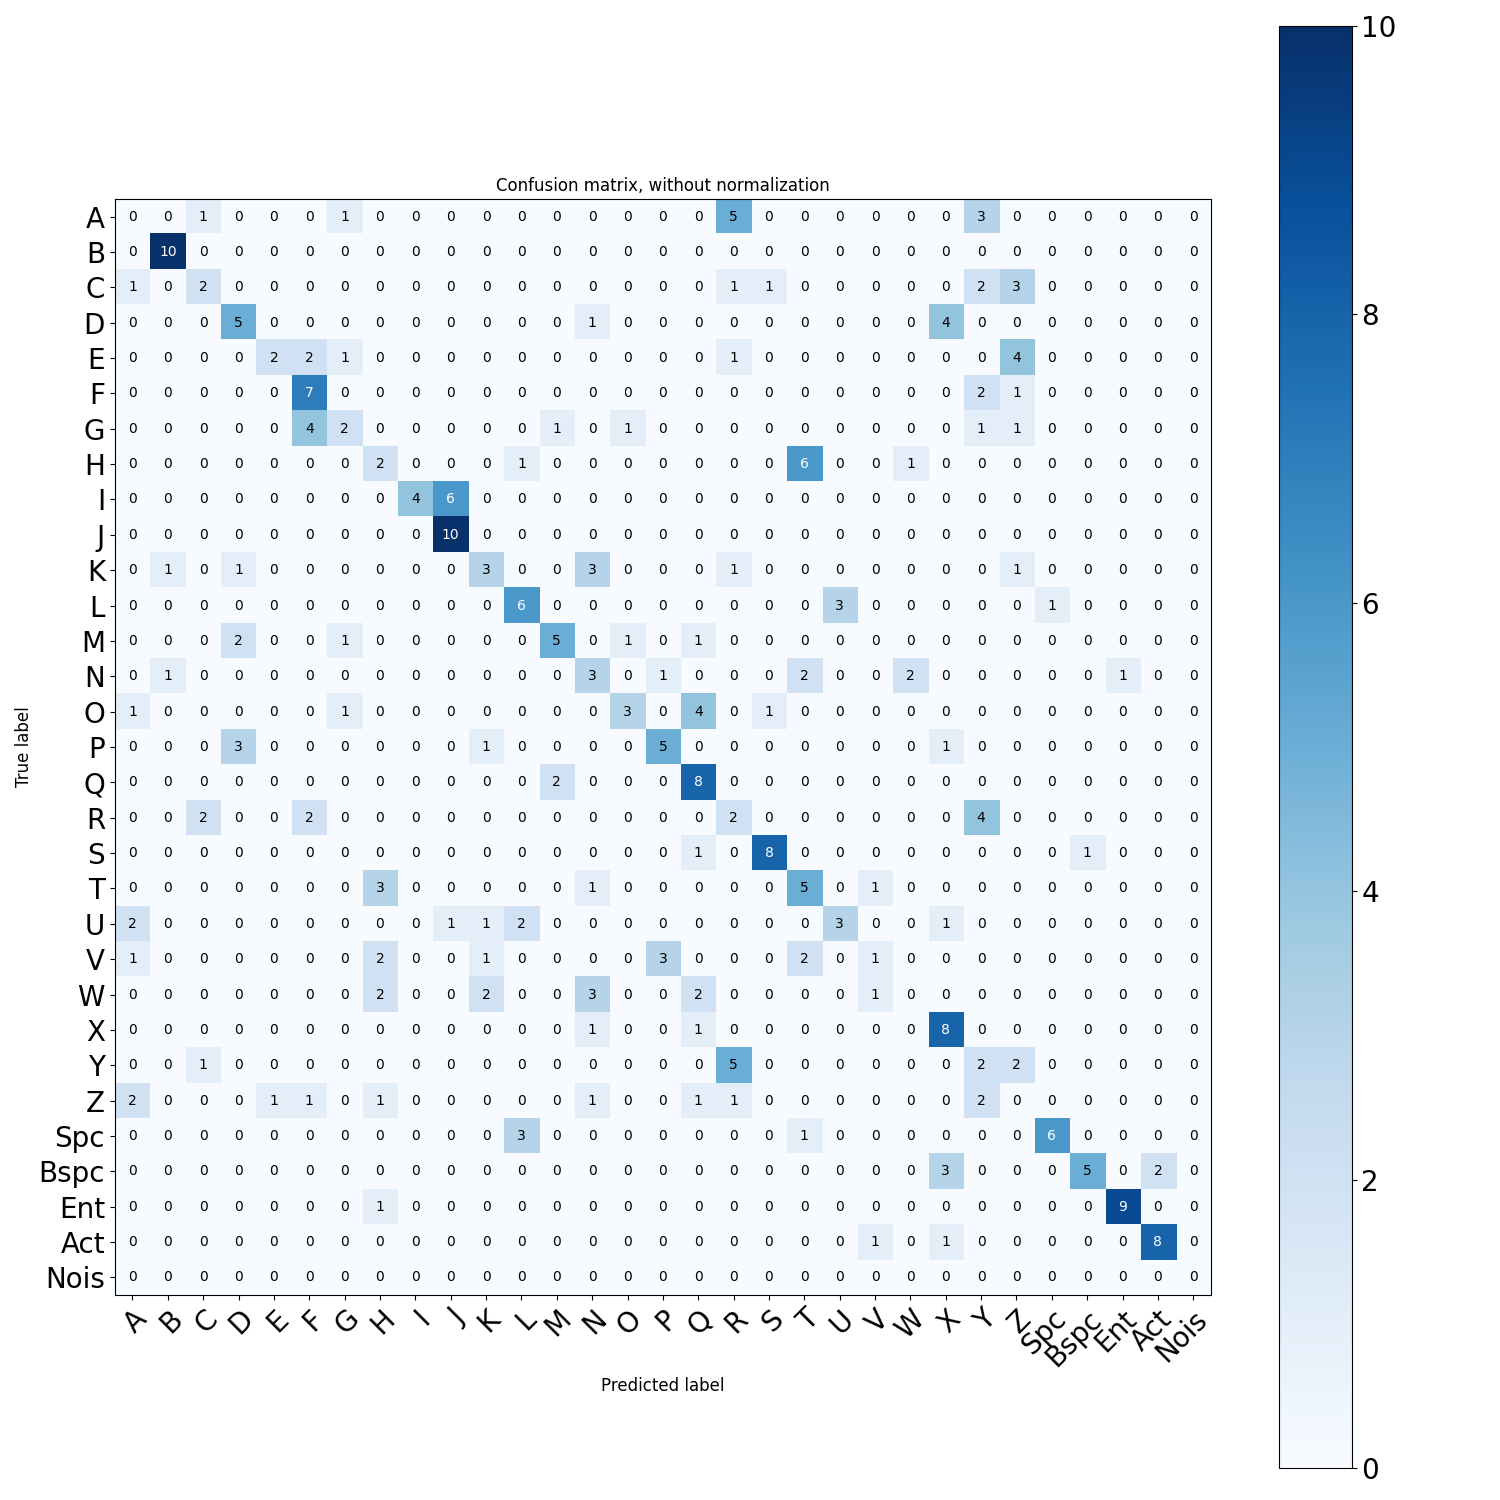 Confusion matrix, without normalization
A 0 0 1 0 0 0 1 0 0 0 0 0 0 0 0 0 0 5 0 0 0 0 0 0 3 0 0 0 0 0 0
B 0 10 0 0 0 0 0 0 0 0 0 0 0 0 0 0 0 0 0 0 0 0 0 0 0 0 0 0 0 0 0
C 1 0 2 0 0 0 0 0 0 0 0 0 0 0 0 0 0 1 1 0 0 0 0 0 2 3 0 0 0 0 0
D 0 0 0 5 0 0 0 0 0 0 0 0 0 1 0 0 0 0 0 0 0 0 0 4 0 0 0 0 0 0 0
E 0 0 0 0 2 2 1 0 0 0 0 0 0 0 0 0 0 1 0 0 0 0 0 0 0 4 0 0 0 0 0
F 0 0 0 0 0 7 0 0 0 0 0 0 0 0 0 0 0 0 0 0 0 0 0 0 2 1 0 0 0 0 0
G 0 0 0 0 0 4 2 0 0 0 0 0 1 0 1 0 0 0 0 0 0 0 0 0 1 1 0 0 0 0 0
H 0 0 0 0 0 0 0 2 0 0 0 1 0 0 0 0 0 0 0 6 0 0 1 0 0 0 0 0 0 0 0
I 0 0 0 0 0 0 0 0 4 6 0 0 0 0 0 0 0 0 0 0 0 0 0 0 0 0 0 0 0 0 0
J 0 0 0 0 0 0 0 0 0 10 0 0 0 0 0 0 0 0 0 0 0 0 0 0 0 0 0 0 0 0 0
K 0 1 0 1 0 0 0 0 0 0 3 0 0 3 0 0 0 1 0 0 0 0 0 0 0 1 0 0 0 0 0
L 0 0 0 0 0 0 0 0 0 0 0 6 0 0 0 0 0 0 0 0 3 0 0 0 0 0 1 0 0 0 0
M 0 0 0 2 0 0 1 0 0 0 0 0 5 0 1 0 1 0 0 0 0 0 0 0 0 0 0 0 0 0 0
N 0 1 0 0 0 0 0 0 0 0 0 0 0 3 0 1 0 0 0 2 0 0 2 0 0 0 0 0 1 0 0
O 1 0 0 0 0 0 1 0 0 0 0 0 0 0 3 0 4 0 1 0 0 0 0 0 0 0 0 0 0 0 0
P 0 0 0 3 0 0 0 0 0 0 1 0 0 0 0 5 0 0 0 0 0 0 0 1 0 0 0 0 0 0 0
Q 0 0 0 0 0 0 0 0 0 0 0 0 2 0 0 0 8 0 0 0 0 0 0 0 0 0 0 0 0 0 0
R 0 0 2 0 0 2 0 0 0 0 0 0 0 0 0 0 0 2 0 0 0 0 0 0 4 0 0 0 0 0 0
S 0 0 0 0 0 0 0 0 0 0 0 0 0 0 0 0 1 0 8 0 0 0 0 0 0 0 0 1 0 0 0
T 0 0 0 0 0 0 0 3 0 0 0 0 0 1 0 0 0 0 0 5 0 1 0 0 0 0 0 0 0 0 0
U 2 0 0 0 0 0 0 0 0 1 1 2 0 0 0 0 0 0 0 0 3 0 0 1 0 0 0 0 0 0 0
V 1 0 0 0 0 0 0 2 0 0 1 0 0 0 0 3 0 0 0 2 0 1 0 0 0 0 0 0 0 0 0
W 0 0 0 0 0 0 0 2 0 0 2 0 0 3 0 0 2 0 0 0 0 1 0 0 0 0 0 0 0 0 0
X 0 0 0 0 0 0 0 0 0 0 0 0 0 1 0 0 1 0 0 0 0 0 0 8 0 0 0 0 0 0 0
Y 0 0 1 0 0 0 0 0 0 0 0 0 0 0 0 0 0 5 0 0 0 0 0 0 2 2 0 0 0 0 0
Z 2 0 0 0 1 1 0 1 0 0 0 0 0 1 0 0 1 1 0 0 0 0 0 0 2 0 0 0 0 0 0
Spc 0 0 0 0 0 0 0 0 0 0 0 3 0 0 0 0 0 0 0 1 0 0 0 0 0 0 6 0 0 0 0
Bspc 0 0 0 0 0 0 0 0 0 0 0 0 0 0 0 0 0 0 0 0 0 0 0 3 0 0 0 5 0 2 0
Ent 0 0 0 0 0 0 0 1 0 0 0 0 0 0 0 0 0 0 0 0 0 0 0 0 0 0 0 0 9 0 0
Act 0 0 0 0 0 0 0 0 0 0 0 0 0 0 0 0 0 0 0 0 0 1 0 1 0 0 0 0 0 8 0
Nois 0 0 0 0 0 0 0 0 0 0 0 0 0 0 0 0 0 0 0 0 0 0 0 0 0 0 0 0 0 0 0
A B C D E F G H I J K L M N O P Q R S T U V W X Y Z Spc Bspc Ent Act Nois
Predicted label
True label
10
8
6
4
2
0